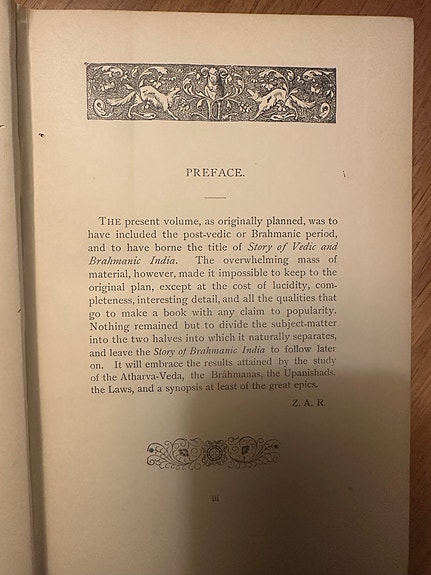 PREFACE.
THE present volume, as originally planned, was to
have included the post-vedic or Brahmanic period,
and to have borne the title of Story of Vedic and
Brahmanic India. The overwhelming mass of
material, however, made it impossible to keep to the
original plan, except at the cost of lucidity, com-
pleteness, interesting detail, and all the qualities that
go to make a book with any claim to popularity.
Nothing remained but to divide the subject-matter
into the two halves into which it naturally separates,
and leave the Story of Brahmanic India to follow later
on. It will embrace the results attained by the study
of the Atharva-Veda, the Brâhmanas, the Upanishads.
the Laws, and a synopsis at least of the great epics.
Z. A. R.
iii